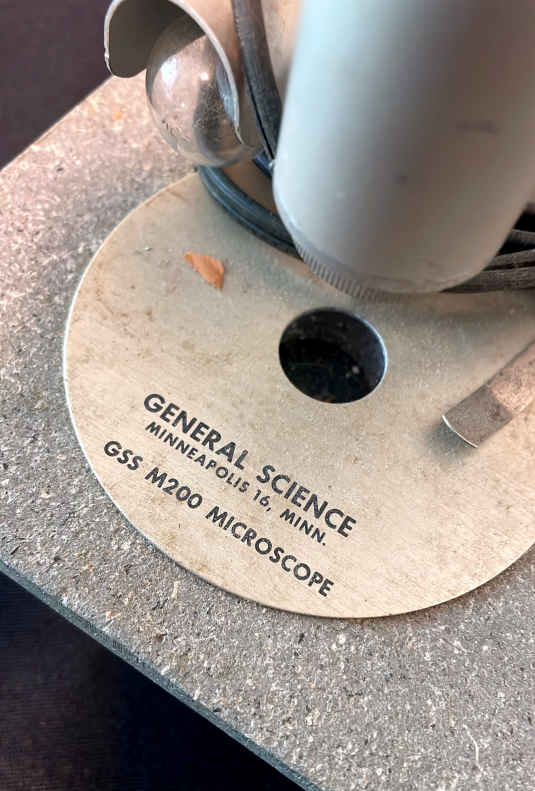 GENERAL SCIENCE
MINNEAPOLIS 16, MINN.
GSS M200 MICROSCOPE